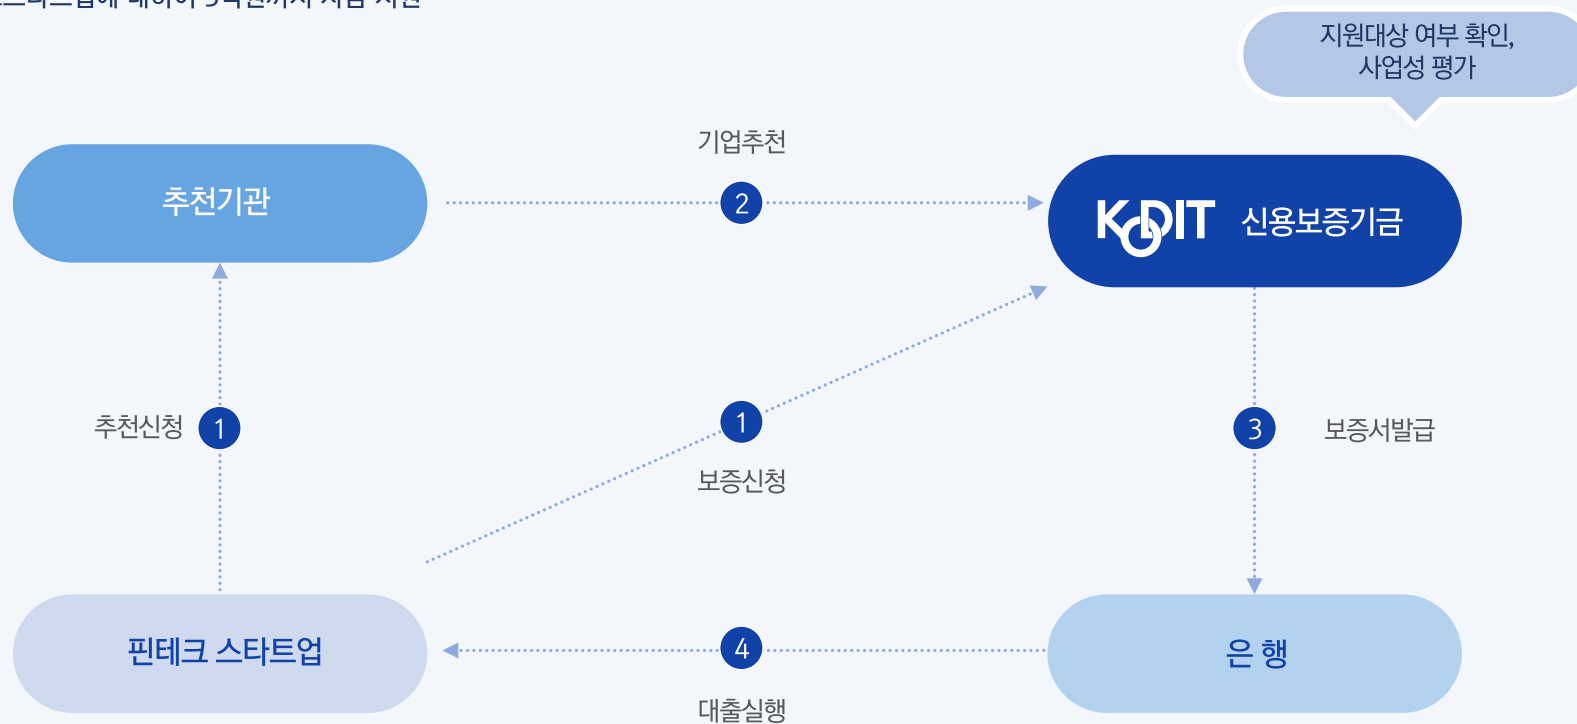 지원대상 여부 확인,
사업성 평가
기업추천
추천기관
2
KODIT 신용보증기금
추천신청
1
1
보증신청
3
보증서발급
핀테크 스타트업
4
은 행
대출실행